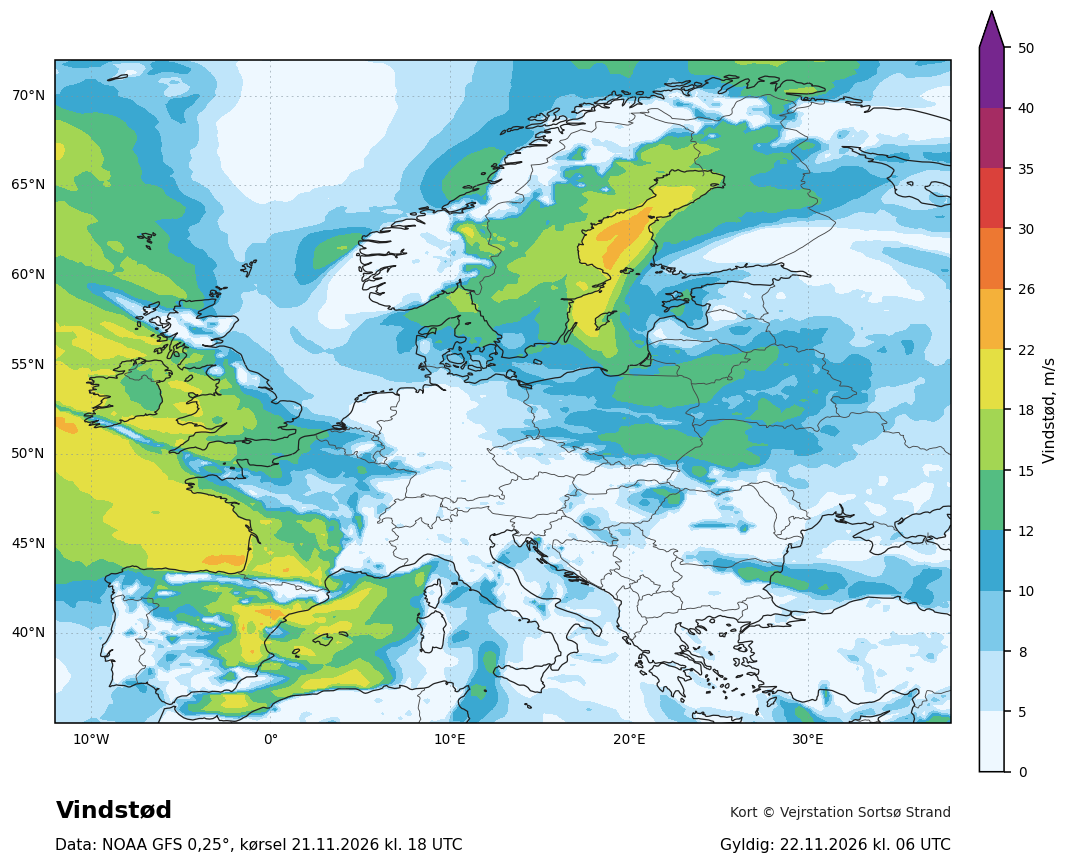 50
40
35
30
26
22
18
15
12
10
8
5
0
Vindstød, m/s
70°N
65°N
60°N
55°N
50°N
45°N
40°N
10°W
0°
10°E
20°E
30°E
Vindstød
Kort © Vejrstation Sortsø Strand
Data: NOAA GFS 0,25°, kørsel 21.11.2026 kl. 18 UTC
Gyldig: 22.11.2026 kl. 06 UTC